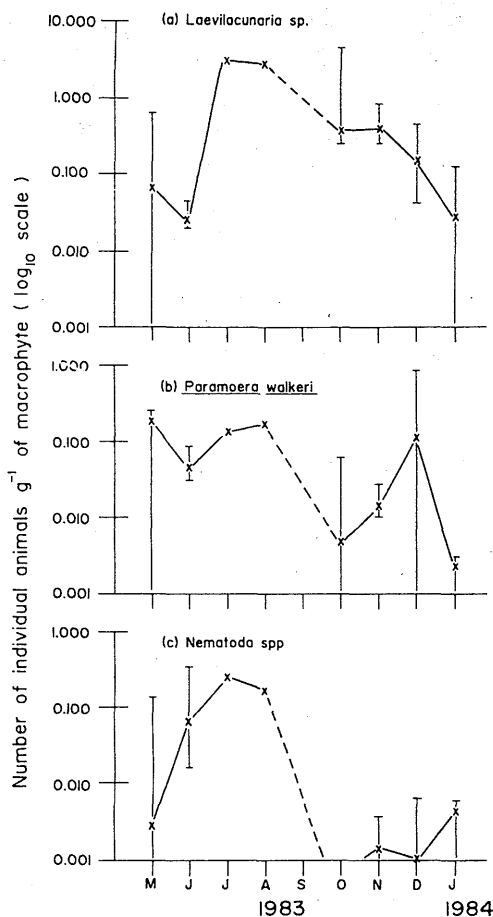 Number of individual animals g⁻¹ of macrophyte (log₁₀ scale)
(a) Laevilacunaria sp.
10.000
1.000
0.100
0.010
0.001
(b) Paramoera walkeri
1.000
0.100
0.010
0.001
(c) Nematoda spp
1.000
0.100
0.010
0.001
M J J A S O N D J
1983 1984